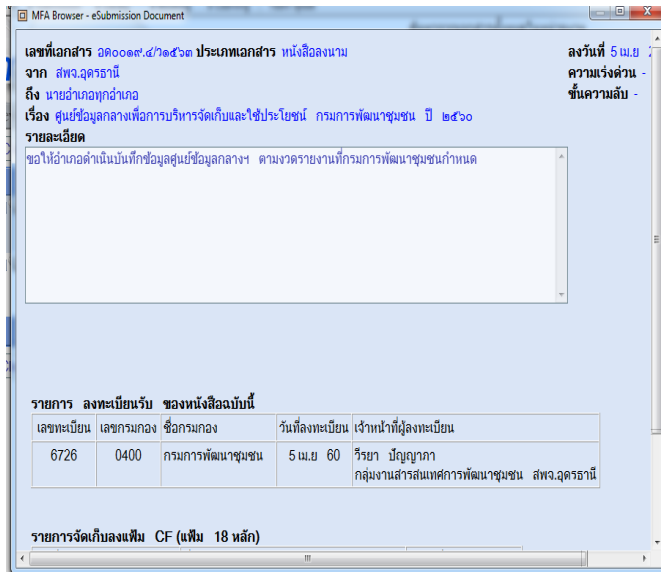 MFA Browser - eSubmission Document
เลขที่เอกสาร อด๐๐๑๙.๔/ว๑๕๖๓ ประเภทเอกสาร หนังสือลงนาม ลงวันที่ 5 เม.ย
จาก สพจ.อุดรธานี ความเร่งด่วน -
ถึง นายอำเภอทุกอำเภอ ชั้นความลับ -
เรื่อง ศูนย์ข้อมูลกลางเพื่อการบริหารจัดเก็บและใช้ประโยชน์ กรมการพัฒนาชุมชน ปี ๒๕๖๐
รายละเอียด
ขอให้อำเภอดำเนินบันทึกข้อมูลศูนย์ข้อมูลกลางฯ ตามงวดรายงานที่กรมการพัฒนาชุมชนกำหนด
รายการ ลงทะเบียนรับ ของหนังสือฉบับนี้
เลขทะเบียน เลขกรมกอง ชื่อกรมกอง วันที่ลงทะเบียน เจ้าหน้าที่ผู้ลงทะเบียน
6726 0400 กรมการพัฒนาชุมชน 5 เม.ย 60 วีรยา ปัญญาภา
กลุ่มงานสารสนเทศการพัฒนาชุมชน สพจ.อุดรธานี
รายการจัดเก็บลงแฟ้ม CF (แฟ้ม 18 หลัก)